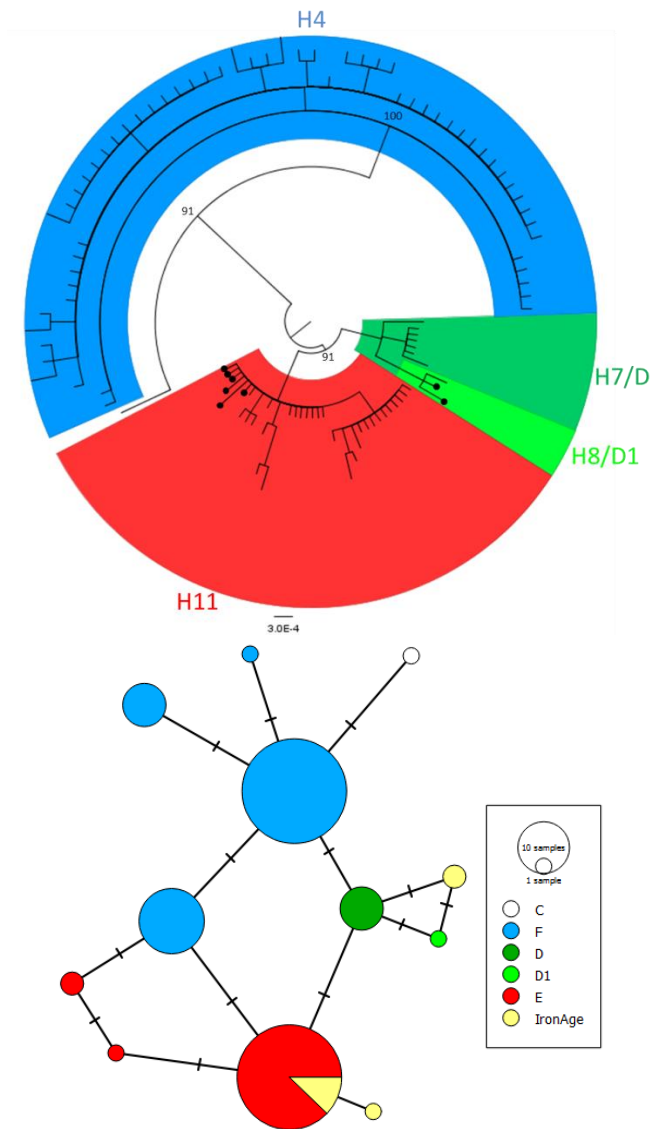 H4
100
91
91
H7/D
H8/D1
H11
3.0E-4
10 samples
1 sample
C
F
D
D1
E
IronAge